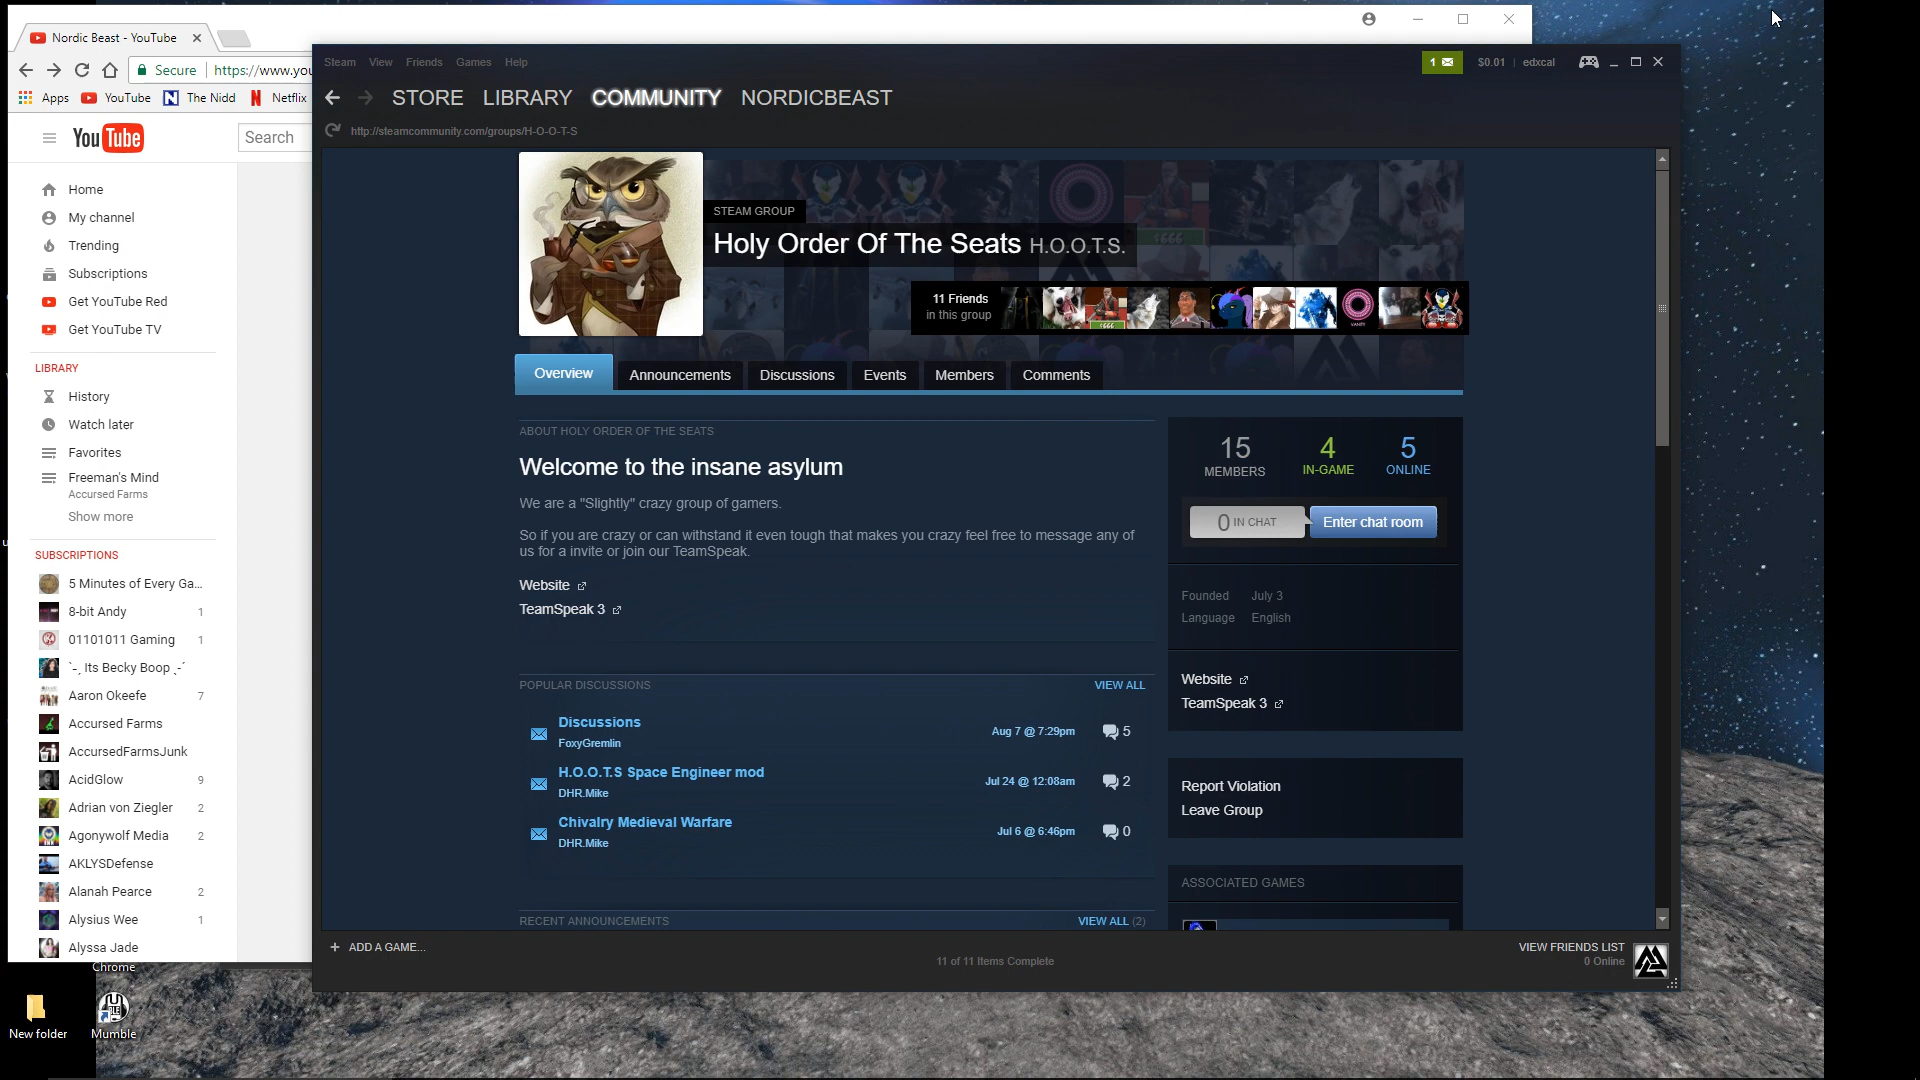 Nordic Beast - YouTube
Secure https://www.you
Apps YouTube The Nidd Netflix
YouTube
Search
Home
My channel
Trending
Subscriptions
Get YouTube Red
Get YouTube TV
LIBRARY
History
Watch later
Favorites
Freeman's Mind
Accursed Farms
Show more
SUBSCRIPTIONS
5 Minutes of Every Ga...
8-bit Andy 1
01101011 Gaming 1
`-¸ Its Becky Boop ¸-´
Aaron Okeefe 7
Accursed Farms
AccursedFarmsJunk
AcidGlow 9
Adrian von Ziegler 2
Agonywolf Media 2
AKLYSDefense
Alanah Pearce 2
Alysius Wee 1
Alyssa Jade
Chrome
New folder
Mumble
Steam View Friends Games Help
1 $0.01 edxcal
STORE LIBRARY COMMUNITY NORDICBEAST
http://steamcommunity.com/groups/H-O-O-T-S
STEAM GROUP
Holy Order Of The Seats H.O.O.T.S.
11 Friends
in this group
Overview Announcements Discussions Events Members Comments
ABOUT HOLY ORDER OF THE SEATS
Welcome to the insane asylum
We are a "Slightly" crazy group of gamers.
So if you are crazy or can withstand it even tough that makes you crazy feel free to message any of
us for a invite or join our TeamSpeak.
Website
TeamSpeak 3
POPULAR DISCUSSIONS VIEW ALL
Discussions
FoxyGremlin
Aug 7 @ 7:29pm 5
H.O.O.T.S Space Engineer mod
DHR.Mike
Jul 24 @ 12:08am 2
Chivalry Medieval Warfare
DHR.Mike
Jul 6 @ 6:46pm 0
RECENT ANNOUNCEMENTS VIEW ALL (2)
15 4 5
MEMBERS IN-GAME ONLINE
0 IN CHAT Enter chat room
Founded July 3
Language English
Website
TeamSpeak 3
Report Violation
Leave Group
ASSOCIATED GAMES
+ ADD A GAME...
11 of 11 Items Complete
VIEW FRIENDS LIST
0 Online